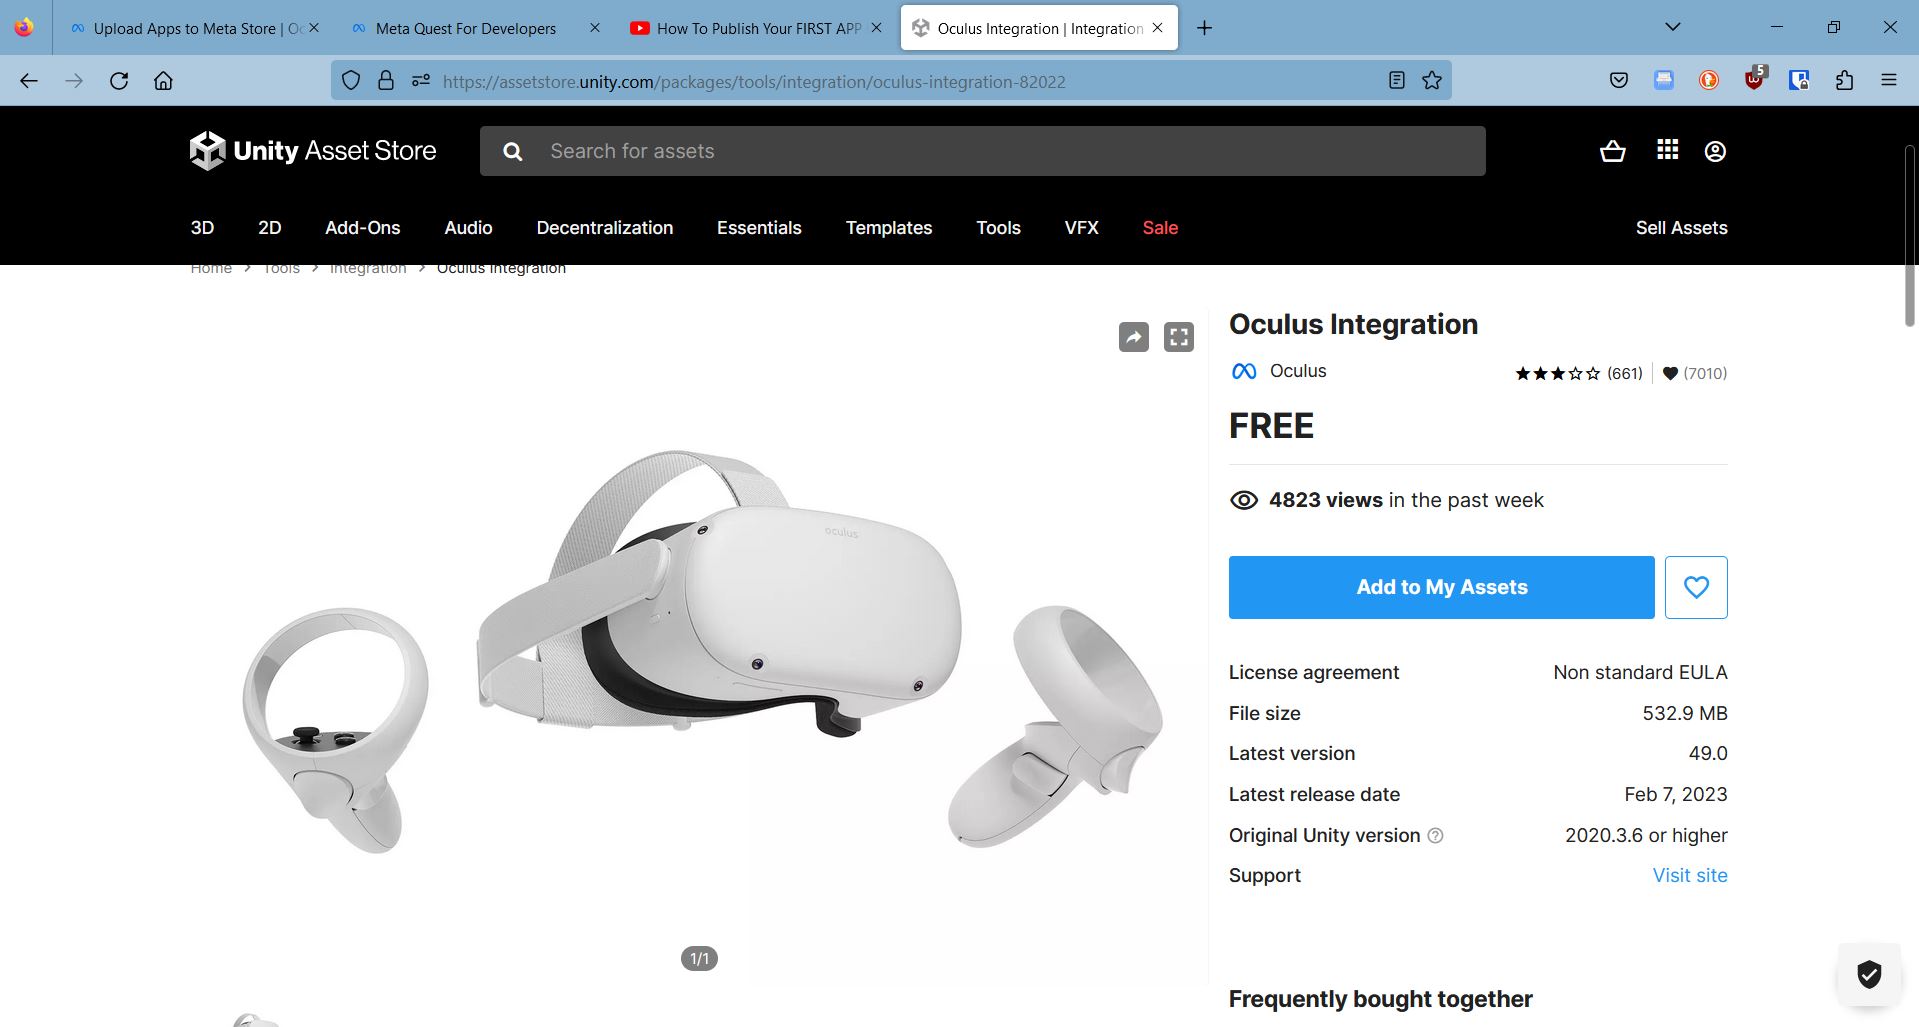 Upload Apps to Meta Store | Oc
Meta Quest For Developers
How To Publish Your FIRST APP
Oculus Integration | Integration
https://assetstore.unity.com/packages/tools/integration/oculus-integration-82022
5
Unity Asset Store
Search for assets
3D 2D Add-Ons Audio Decentralization Essentials Templates Tools VFX Sale Sell Assets
Home > Tools > Integration > Oculus Integration
oculus
1/1
Oculus Integration
Oculus
(661) (7010)
FREE
4823 views in the past week
Add to My Assets
License agreement Non standard EULA
File size 532.9 MB
Latest version 49.0
Latest release date Feb 7, 2023
Original Unity version ? 2020.3.6 or higher
Support Visit site
Frequently bought together